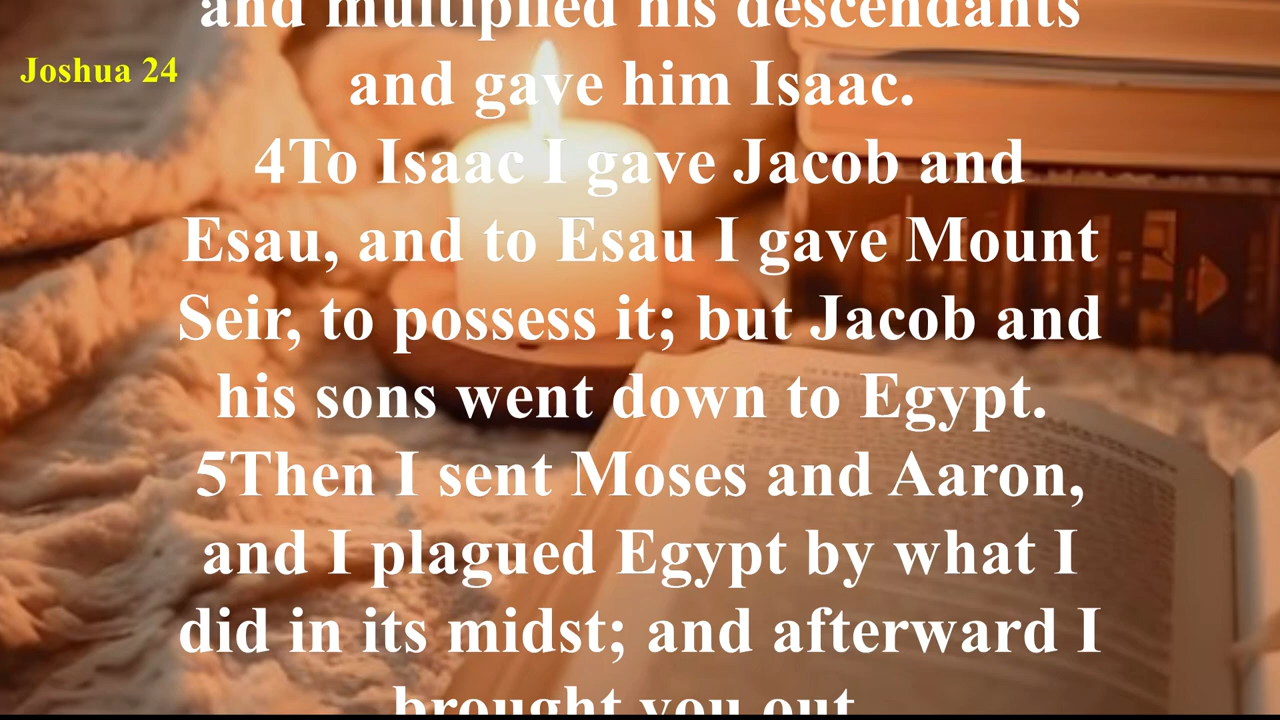 and multiplied his descendants
Joshua 24
and gave him Isaac.
4To Isaac I gave Jacob and
Esau, and to Esau I gave Mount
Seir, to possess it; but Jacob and
his sons went down to Egypt.
5Then I sent Moses and Aaron,
and I plagued Egypt by what I
did in its midst; and afterward I
brought you out